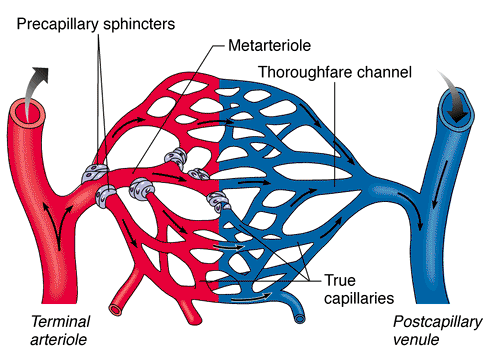 Precapillary sphincters
Metarteriole
Thoroughfare channel
True
capillaries
Terminal
arteriole
Postcapillary
venule